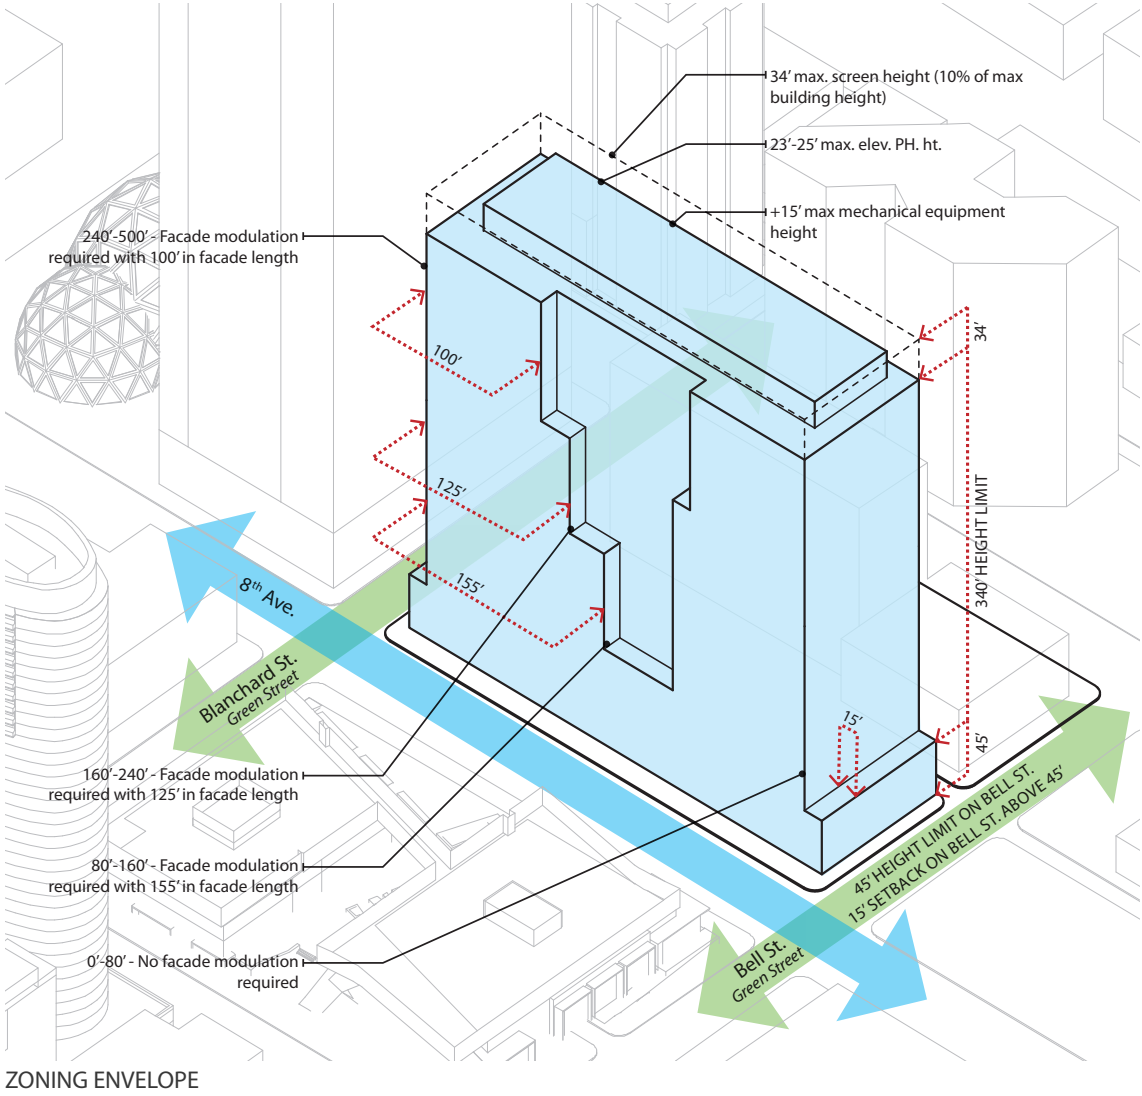 34' max. screen height (10% of max
building height)
23'-25' max. elev. PH. ht.
+15' max mechanical equipment
height
240'-500' - Facade modulation
required with 100' in facade length
34'
100'
125'
340' HEIGHT LIMIT
155'
8th Ave.
Blanchard St.
Green Street
15'
45'
160'-240' - Facade modulation
required with 125' in facade length
45' HEIGHT LIMIT ON BELL ST.
15' SETBACK ON BELL ST. ABOVE 45'
80'-160' - Facade modulation
required with 155' in facade length
0'-80' - No facade modulation
required
Bell St.
Green Street
ZONING ENVELOPE